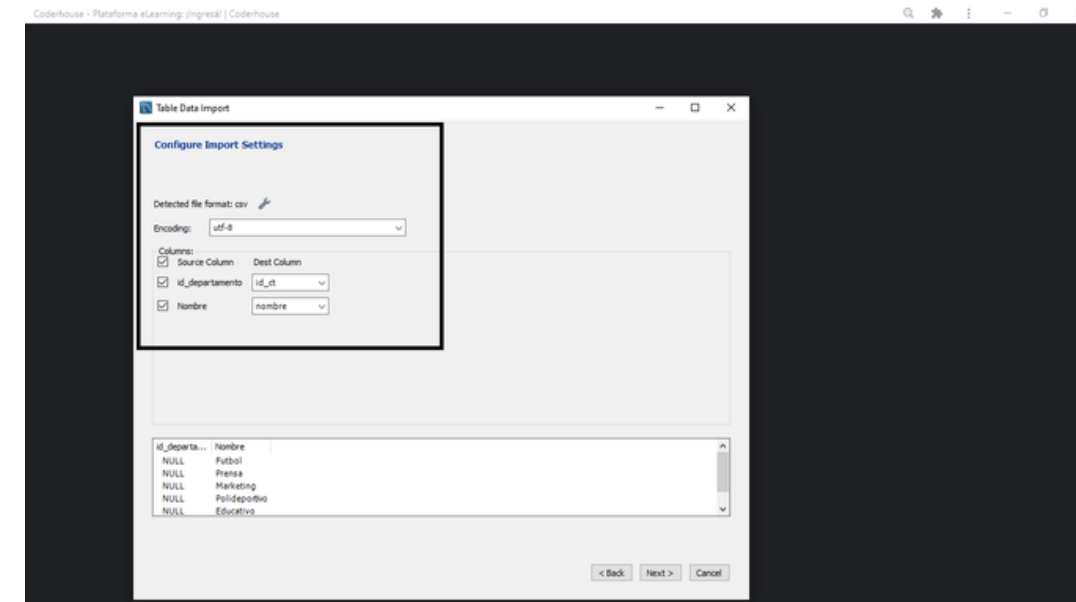 Coderhouse - Plataforma eLearning: ¡Ingresá! | Coderhouse
Table Data Import
Configure Import Settings
Detected file format: csv
Encoding: utf-8
Columns:
Source Column Dest Column
id_departamento id_ct
Nombre nombre
id_departa... Nombre
NULL Futbol
NULL Prensa
NULL Marketing
NULL Polideportivo
NULL Educativo
< Back Next > Cancel